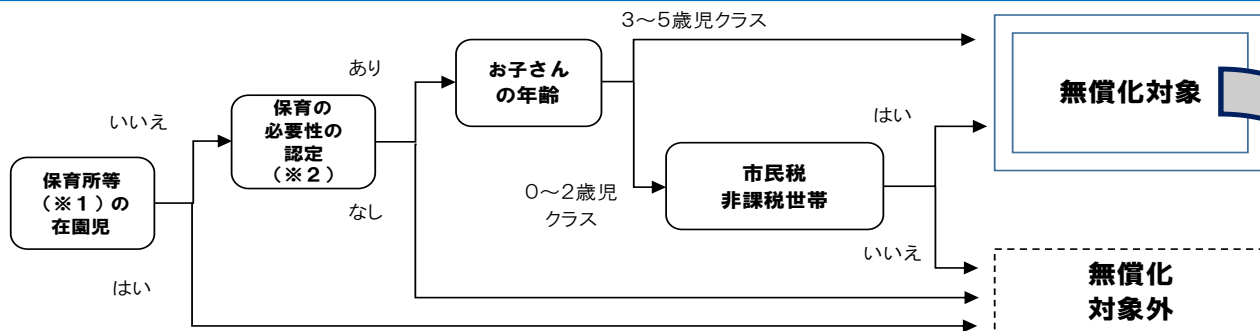 3～5歳児クラス
あり
お子さん
の年齢
無償化対象
いいえ
保育の
必要性の
認定
（※２）
はい
保育所等
（※１）の
在園児
なし
0～2歳児
クラス
市民税
非課税世帯
いいえ
はい
無償化
対象外